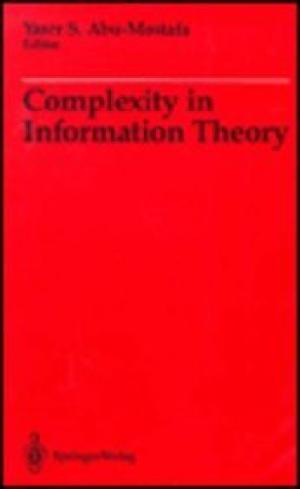 Yaser S. Abu-Mostafa
Editor
Complexity in
Information Theory
Springer-Verlag